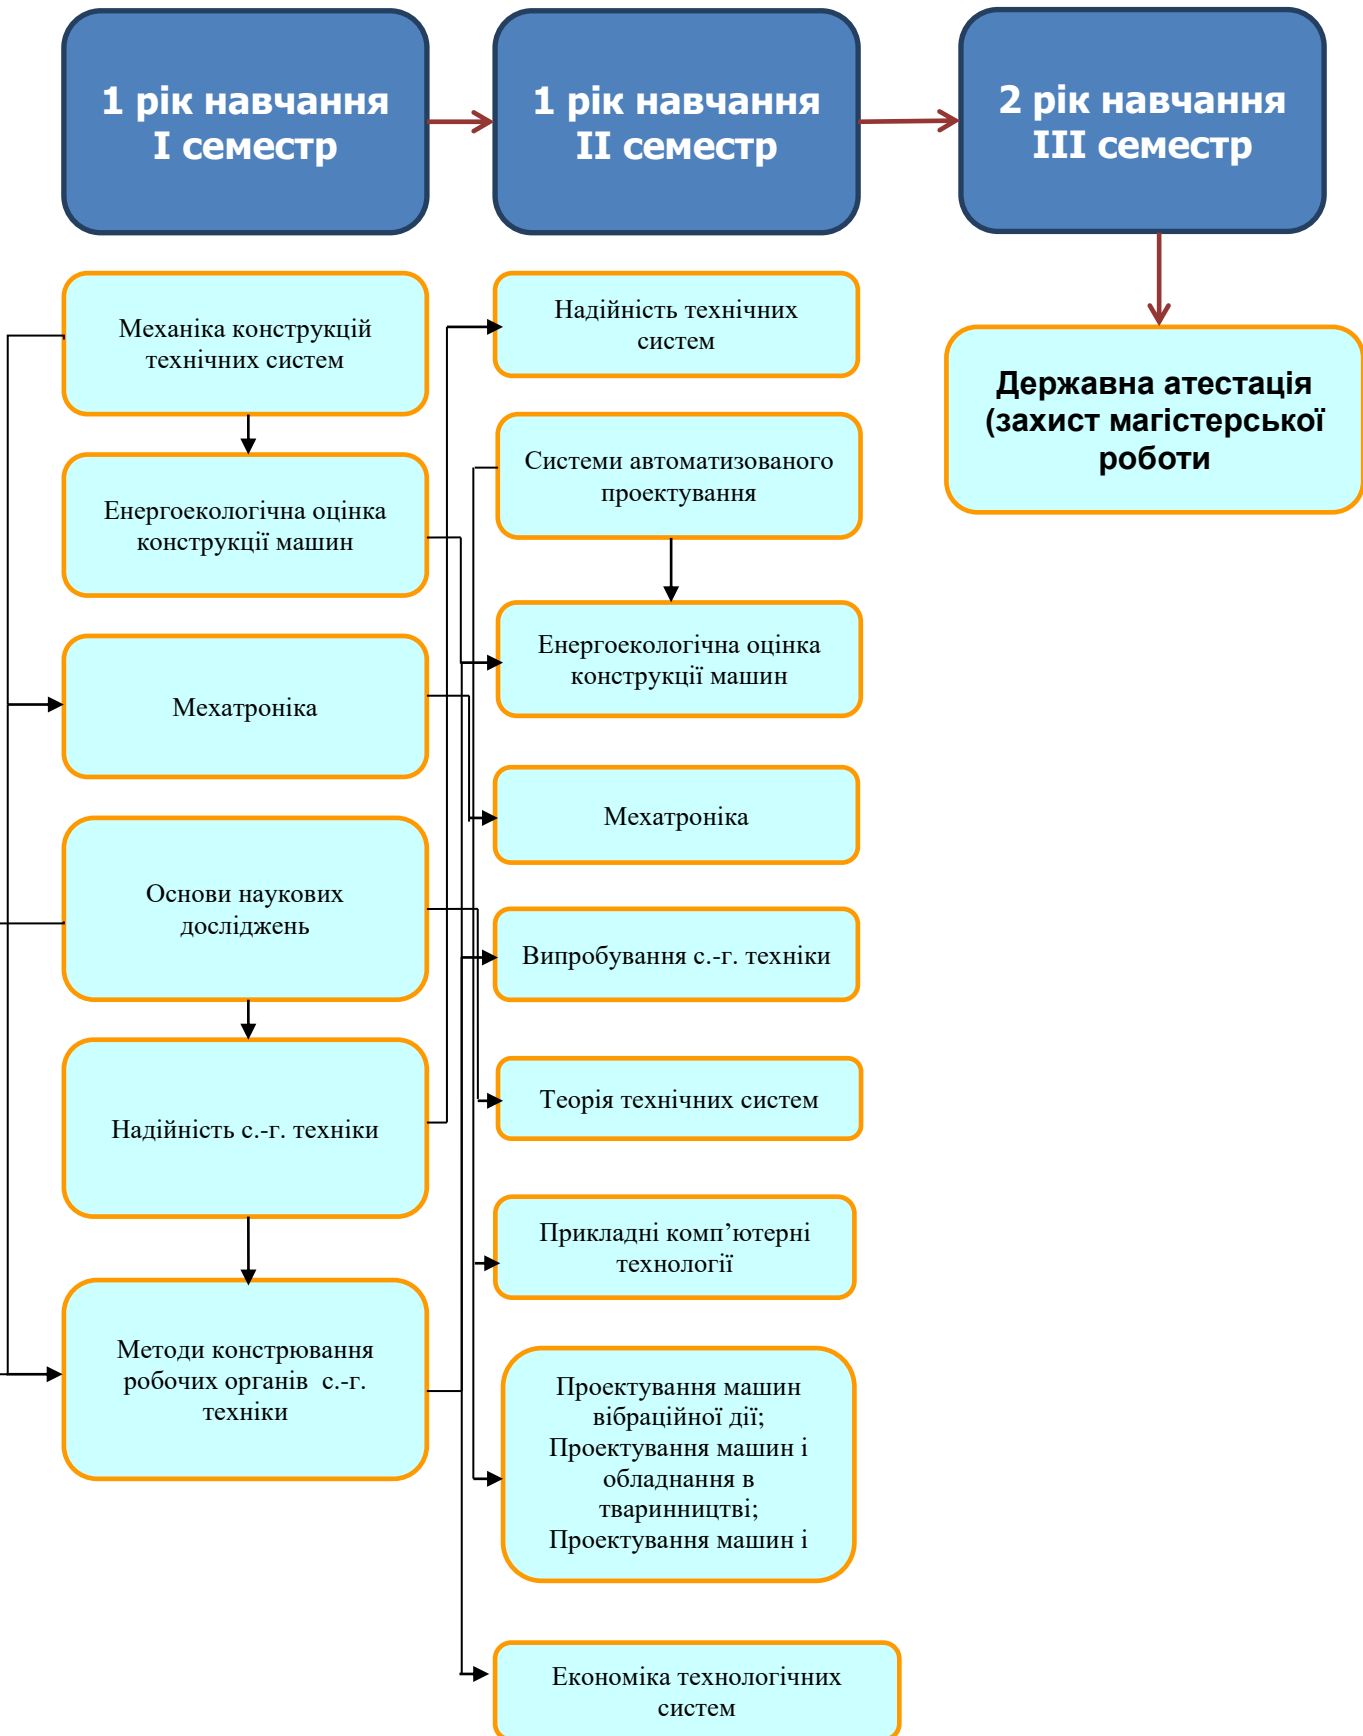 1 рік навчання
I семестр
1 рік навчання
II семестр
2 рік навчання
III семестр
Механіка конструкцій
технічних систем
Енергоекологічна оцінка
конструкції машин
Мехатроніка
Основи наукових
досліджень
Надійність с.-г. техніки
Методи констрювання
робочих органів с.-г.
техніки
Надійність технічних
систем
Системи автоматизованого
проектування
Енергоекологічна оцінка
конструкції машин
Мехатроніка
Випробування с.-г. техніки
Теорія технічних систем
Прикладні комп’ютерні
технології
Проектування машин
вібраційної дії;
Проектування машин і
обладнання в
тваринництві;
Проектування машин і
Економіка технологічних
систем
Державна атестація
(захист магістерської
роботи